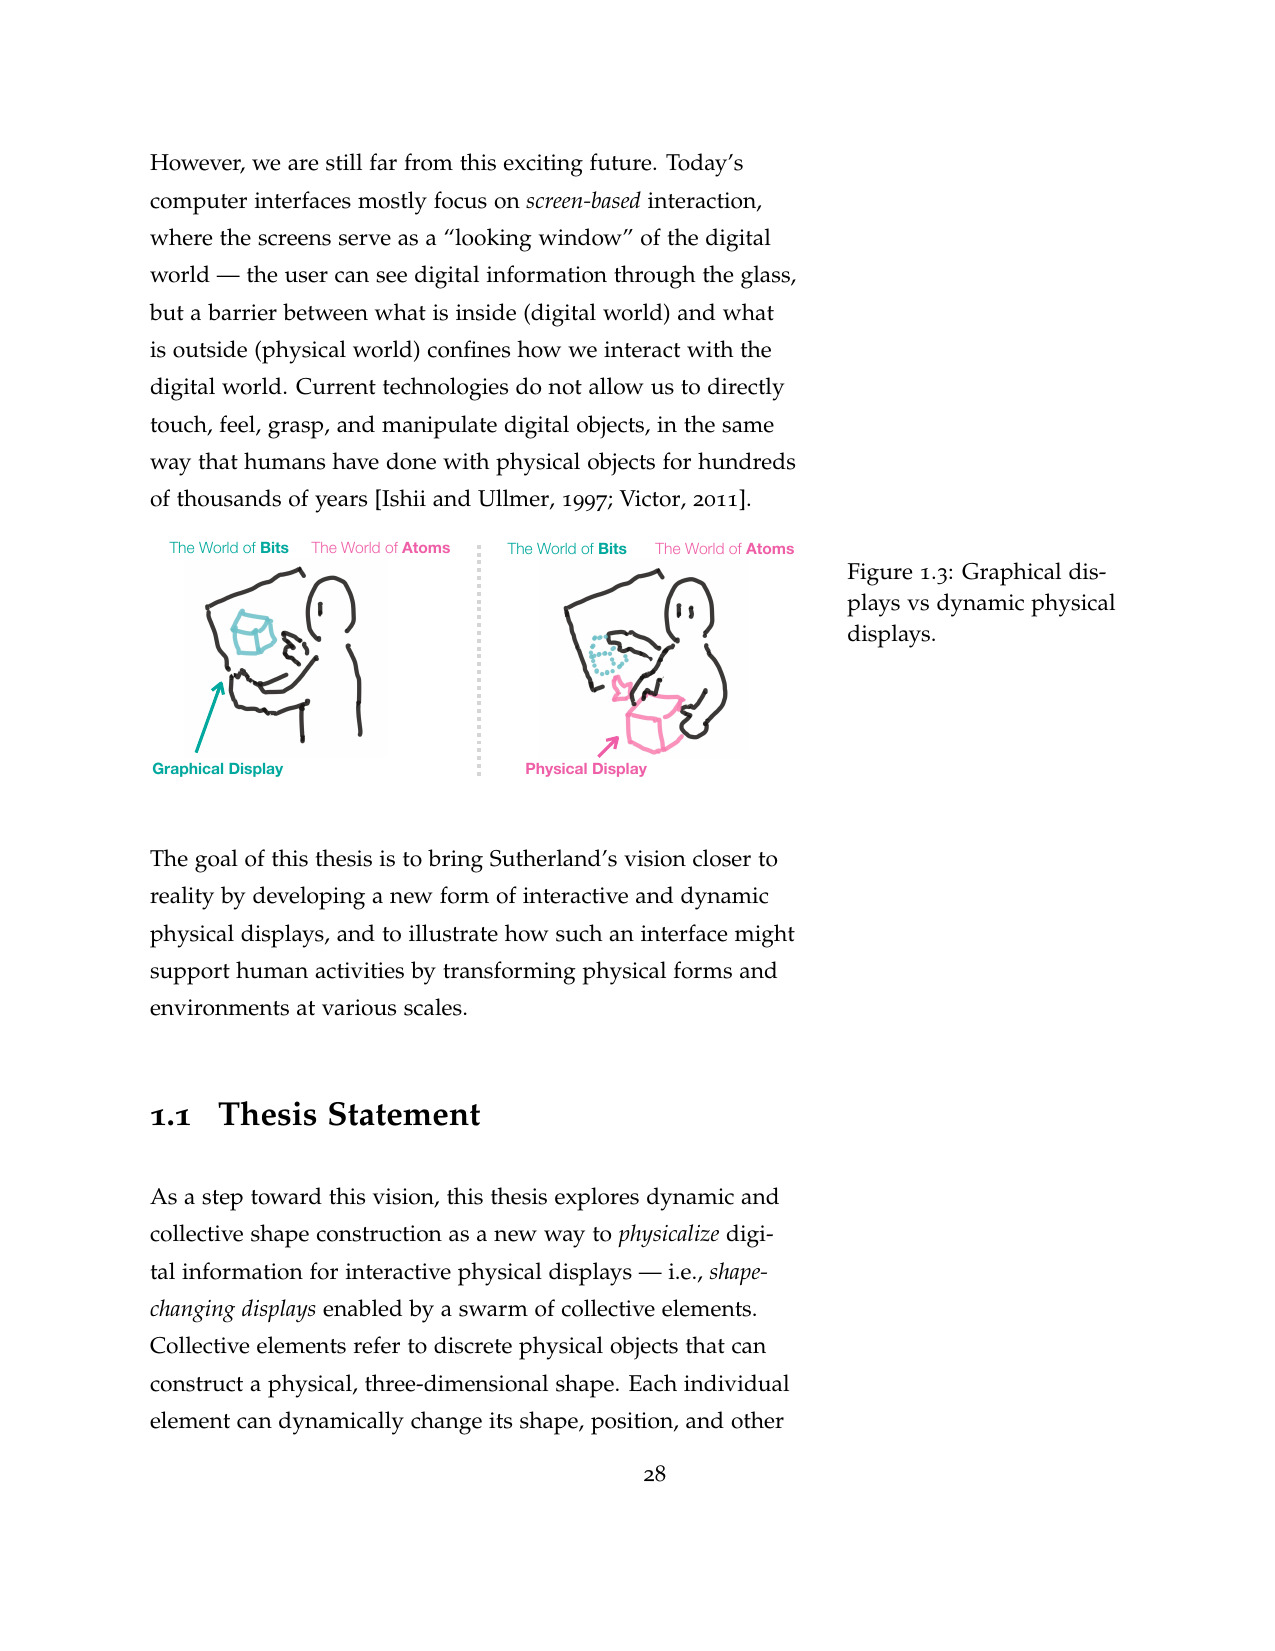 However, we are still far from this exciting future. Today’s
computer interfaces mostly focus on screen-based interaction,
where the screens serve as a “looking window” of the digital
world — the user can see digital information through the glass,
but a barrier between what is inside (digital world) and what
is outside (physical world) confines how we interact with the
digital world. Current technologies do not allow us to directly
touch, feel, grasp, and manipulate digital objects, in the same
way that humans have done with physical objects for hundreds
of thousands of years [Ishii and Ullmer, 1997; Victor, 2011].
The World of Bits The World of Atoms
Graphical Display
The World of Bits The World of Atoms
Physical Display
Figure 1.3: Graphical dis-
plays vs dynamic physical
displays.
The goal of this thesis is to bring Sutherland’s vision closer to
reality by developing a new form of interactive and dynamic
physical displays, and to illustrate how such an interface might
support human activities by transforming physical forms and
environments at various scales.
1.1 Thesis Statement
As a step toward this vision, this thesis explores dynamic and
collective shape construction as a new way to physicalize digi-
tal information for interactive physical displays — i.e., shape-
changing displays enabled by a swarm of collective elements.
Collective elements refer to discrete physical objects that can
construct a physical, three-dimensional shape. Each individual
element can dynamically change its shape, position, and other
28